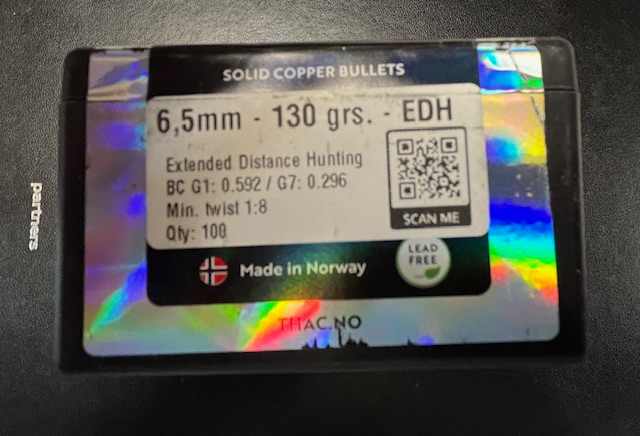 SOLID COPPER BULLETS
6,5mm - 130 grs. - EDH
Extended Distance Hunting
BC G1: 0.592 / G7: 0.296
Min. twist 1:8
Qty: 100
SCAN ME
Made in Norway
LEAD
FREE
THAC.NO
partners